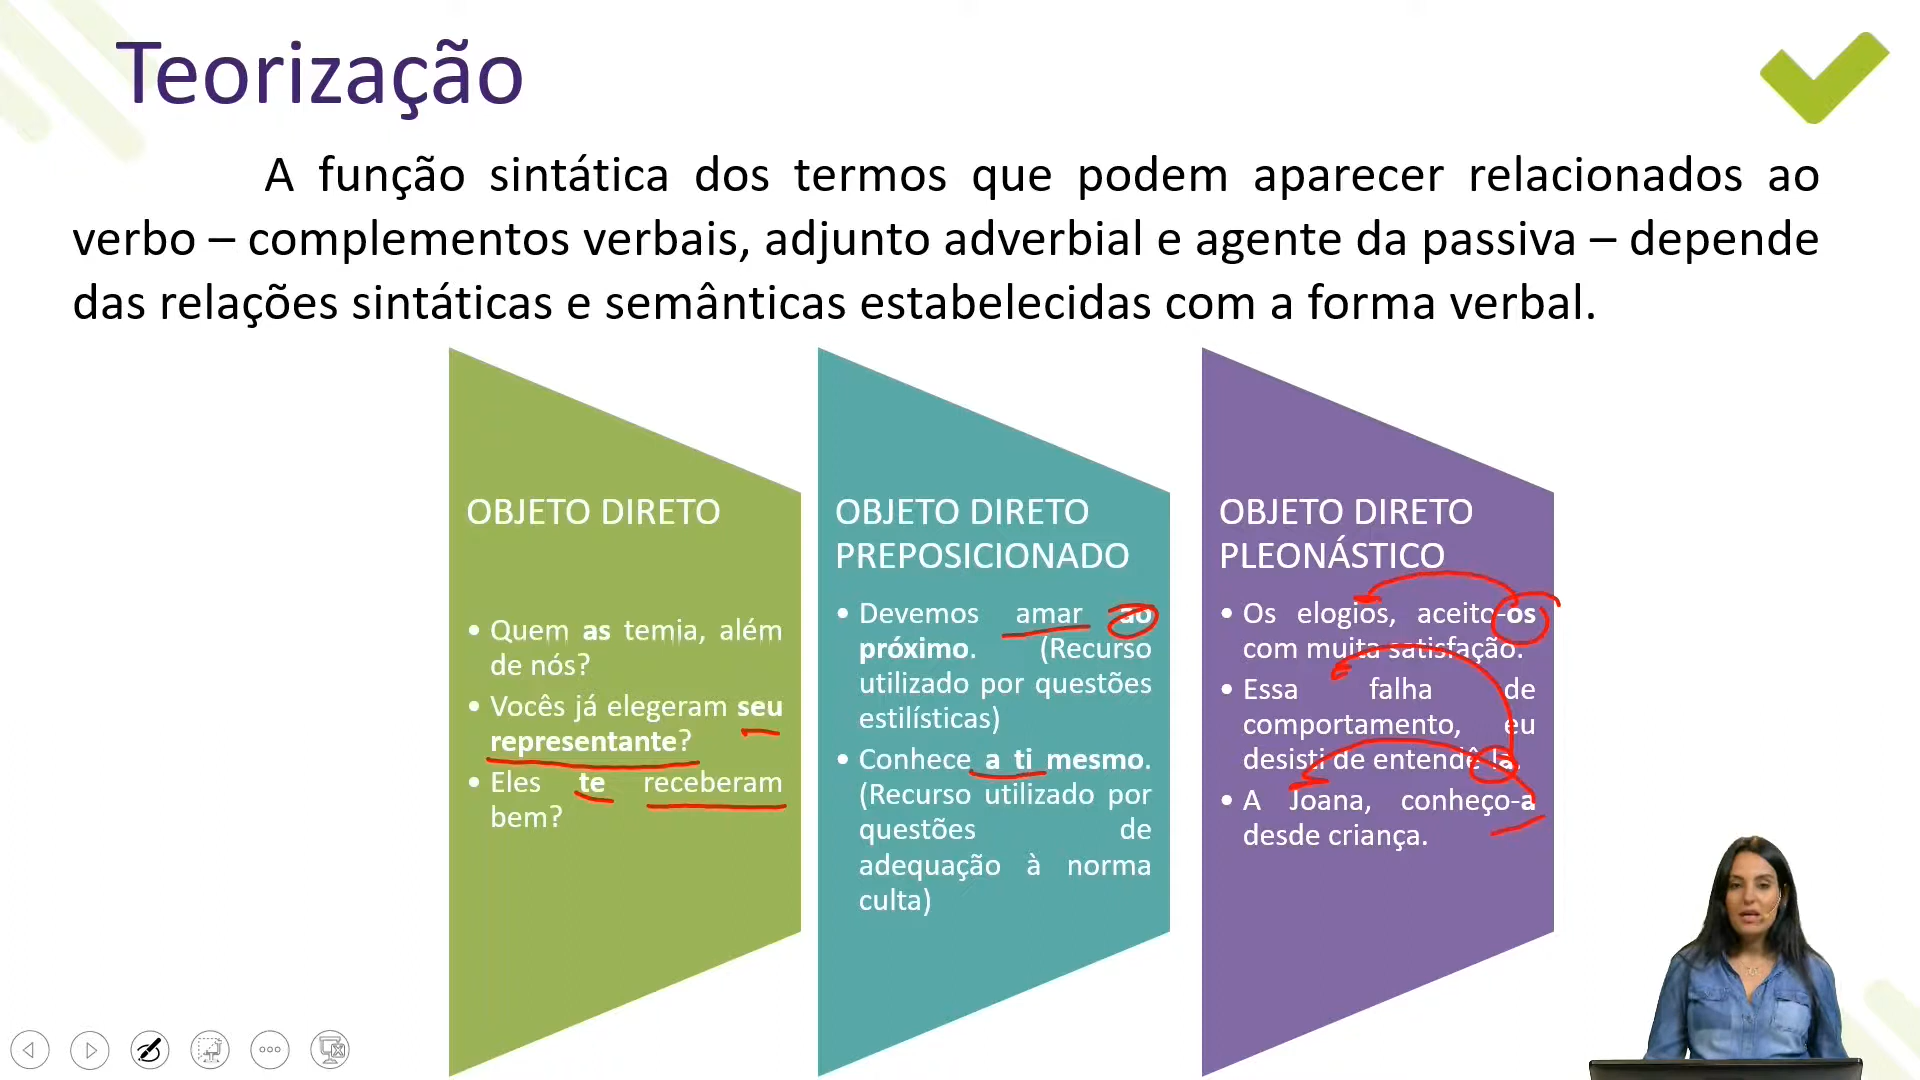 Teorização
A função sintática dos termos que podem aparecer relacionados ao
verbo – complementos verbais, adjunto adverbial e agente da passiva – depende
das relações sintáticas e semânticas estabelecidas com a forma verbal.
OBJETO DIRETO
• Quem as temia, além
de nós?
• Vocês já elegeram seu
representante?
• Eles te receberam
bem?
OBJETO DIRETO
PREPOSICIONADO
• Devemos amar ao
próximo. (Recurso
utilizado por questões
estilísticas)
• Conhece a ti mesmo.
(Recurso utilizado por
questões de
adequação à norma
culta)
OBJETO DIRETO
PLEONÁSTICO
• Os elogios, aceito-os
com muita satisfação.
• Essa falha de
comportamento, eu
desisti de entendê-la.
• A Joana, conheço-a
desde criança.